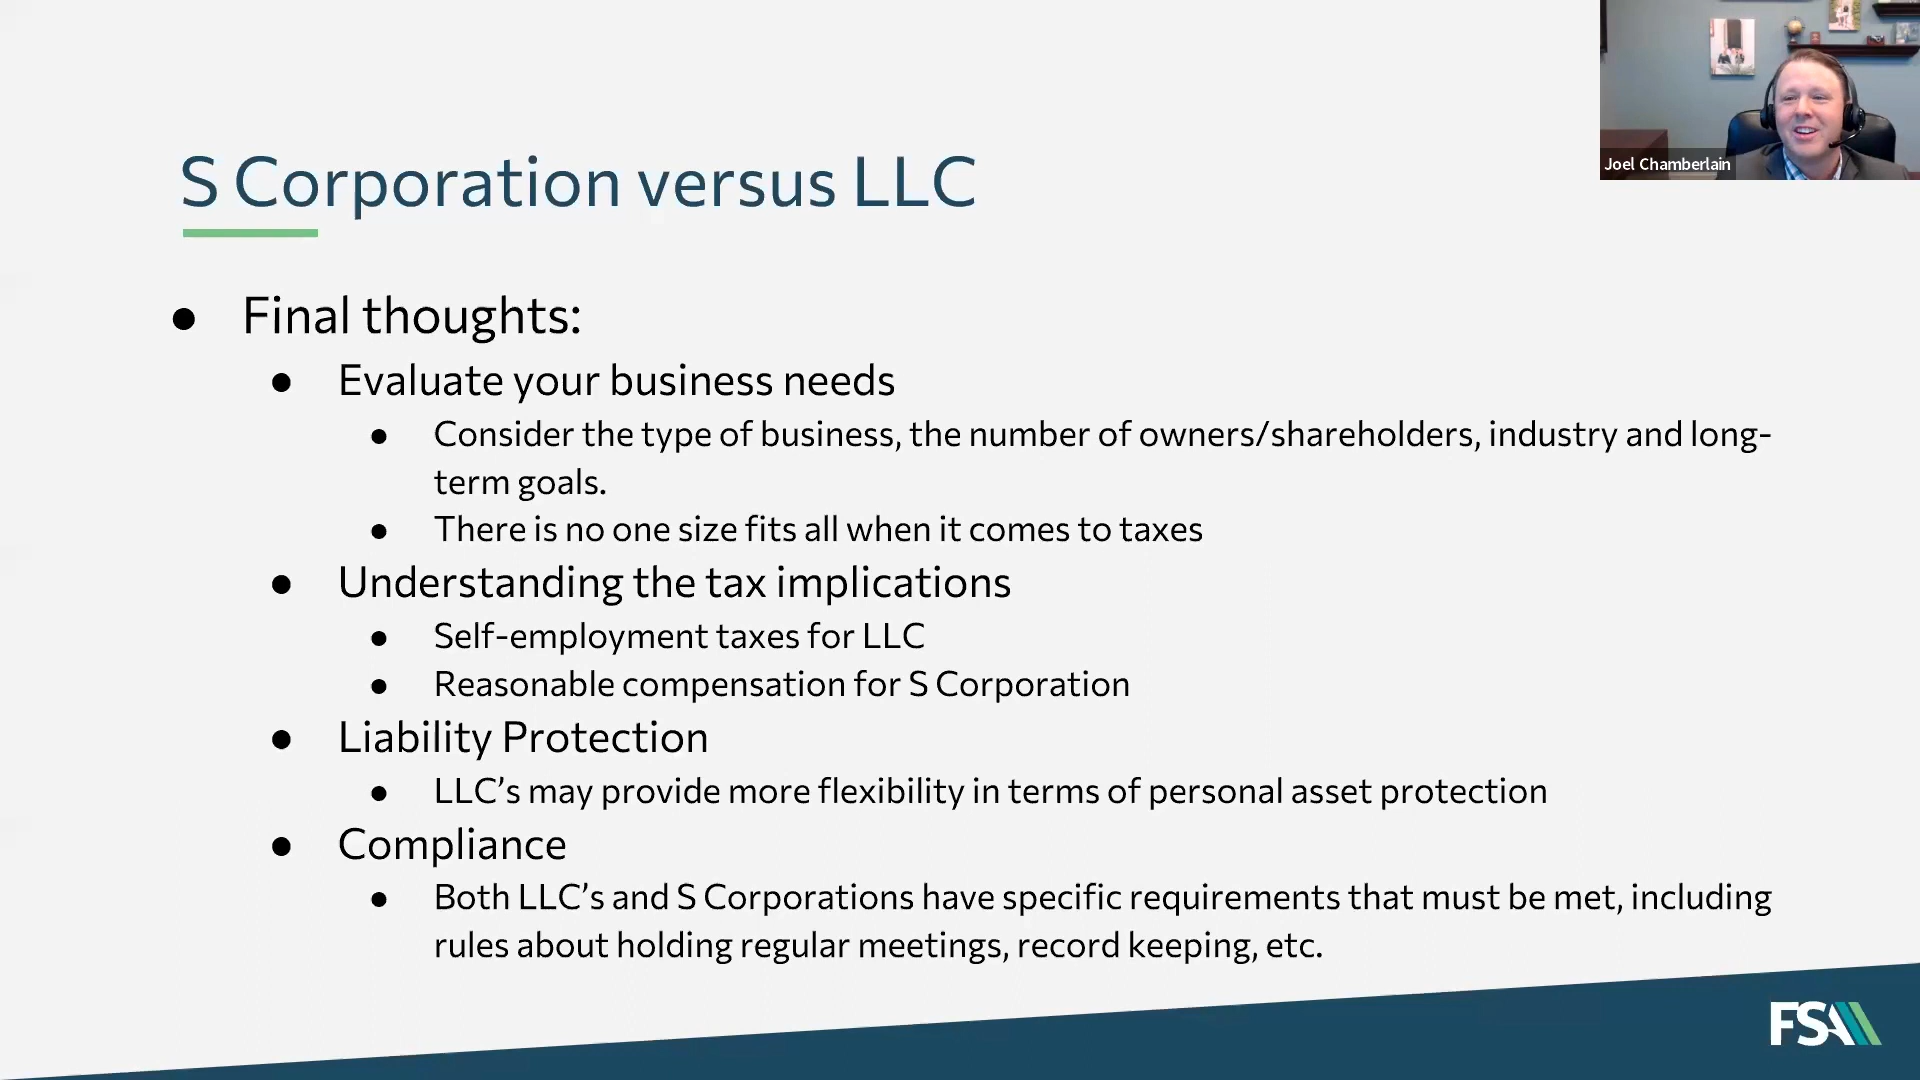 Joel Chamberlain
S Corporation versus LLC
● Final thoughts:
● Evaluate your business needs
● Consider the type of business, the number of owners/shareholders, industry and long-
term goals.
● There is no one size fits all when it comes to taxes
● Understanding the tax implications
● Self-employment taxes for LLC
● Reasonable compensation for S Corporation
● Liability Protection
● LLC’s may provide more flexibility in terms of personal asset protection
● Compliance
● Both LLC’s and S Corporations have specific requirements that must be met, including
rules about holding regular meetings, record keeping, etc.
FSA